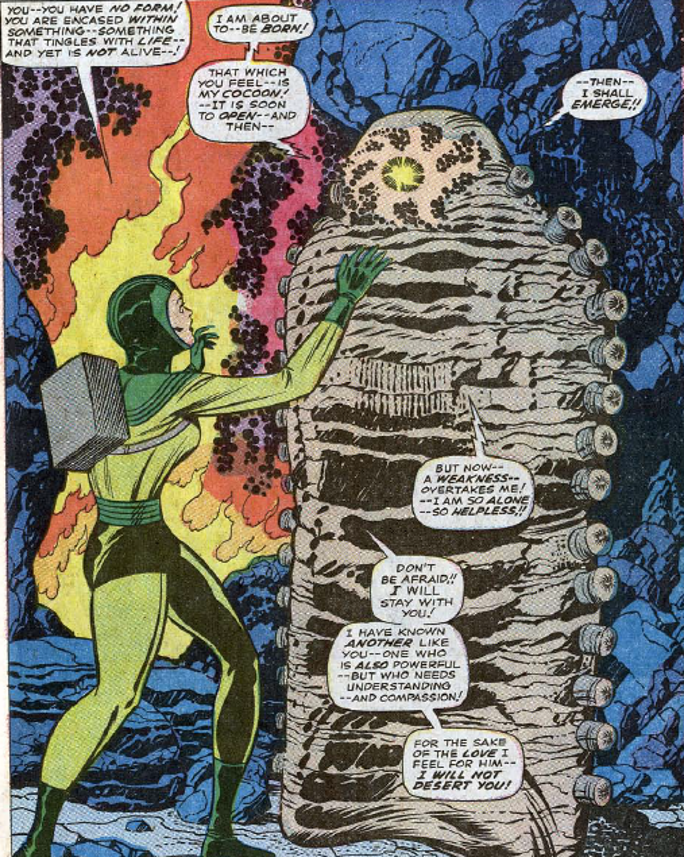 YOU--YOU HAVE NO FORM!
YOU ARE ENCASED WITHIN
SOMETHING--SOMETHING
THAT TINGLES WITH LIFE--
AND YET IS NOT ALIVE--!
I AM ABOUT
TO--BE BORN!
THAT WHICH
YOU FEEL--IS
MY COCOON!
--IT IS SOON
TO OPEN--AND
THEN--
--THEN--
I SHALL
EMERGE!!
BUT NOW--
A WEAKNESS--
OVERTAKES ME!
--I AM SO ALONE
--SO HELPLESS!!
DON'T
BE AFRAID!!
I WILL
STAY WITH
YOU!
I HAVE KNOWN
ANOTHER LIKE
YOU--ONE WHO
IS ALSO POWERFUL
--BUT WHO NEEDS
UNDERSTANDING
--AND COMPASSION!
FOR THE SAKE
OF THE LOVE I
FEEL FOR HIM--
I WILL NOT
DESERT YOU!